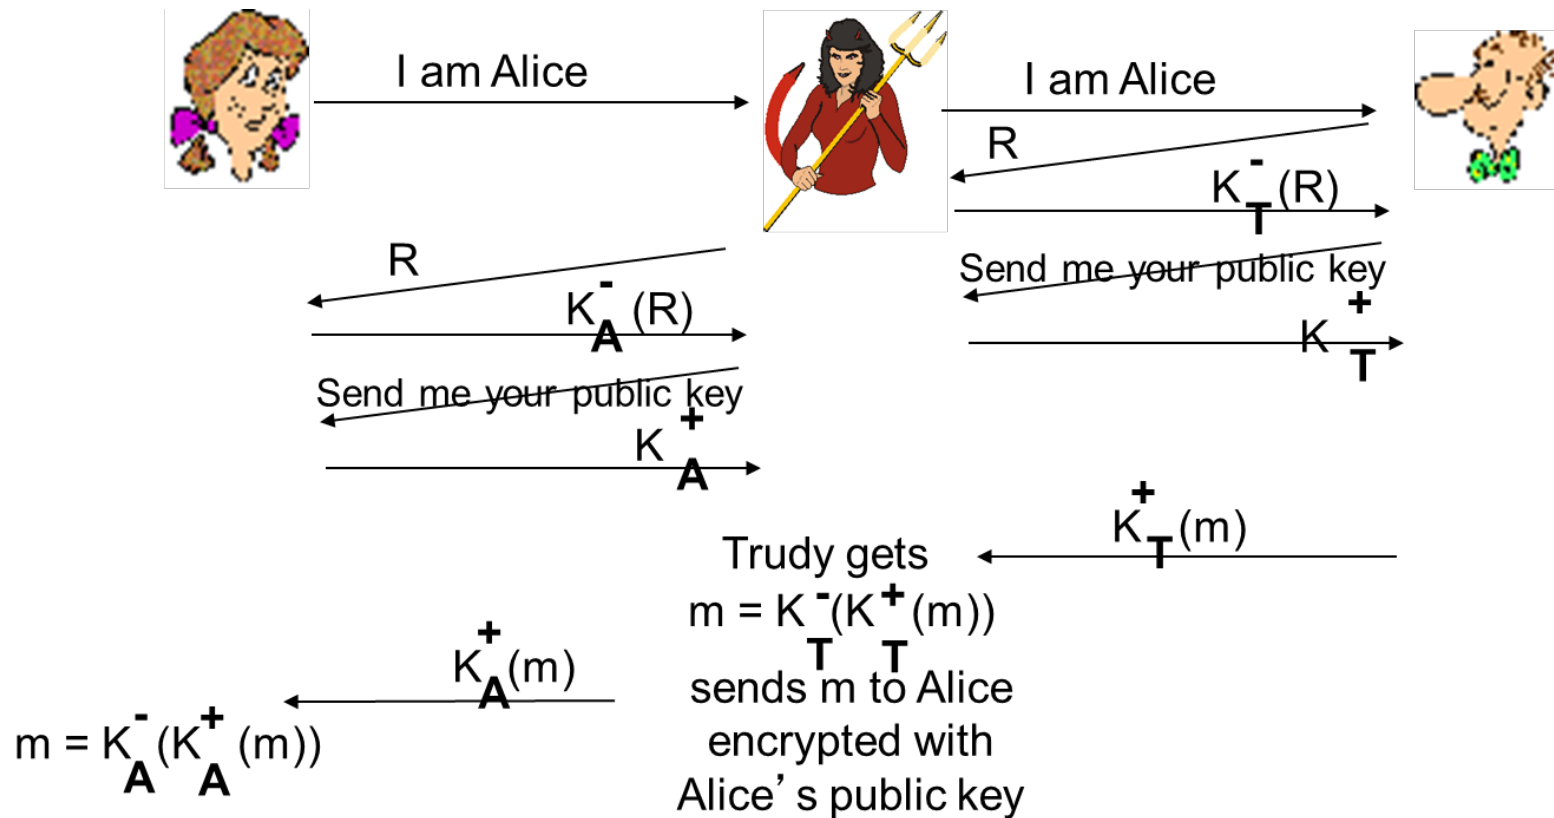 I am Alice
I am Alice
R
K⁻T(R)
R
Send me your public key
K⁻A(R)
K⁺T
Send me your public key
K⁺A
K⁺T(m)
Trudy gets
m = K⁻T(K⁺T(m))
K⁺A(m)
sends m to Alice
m = K⁻A(K⁺A(m))
encrypted with
Alice’s public key